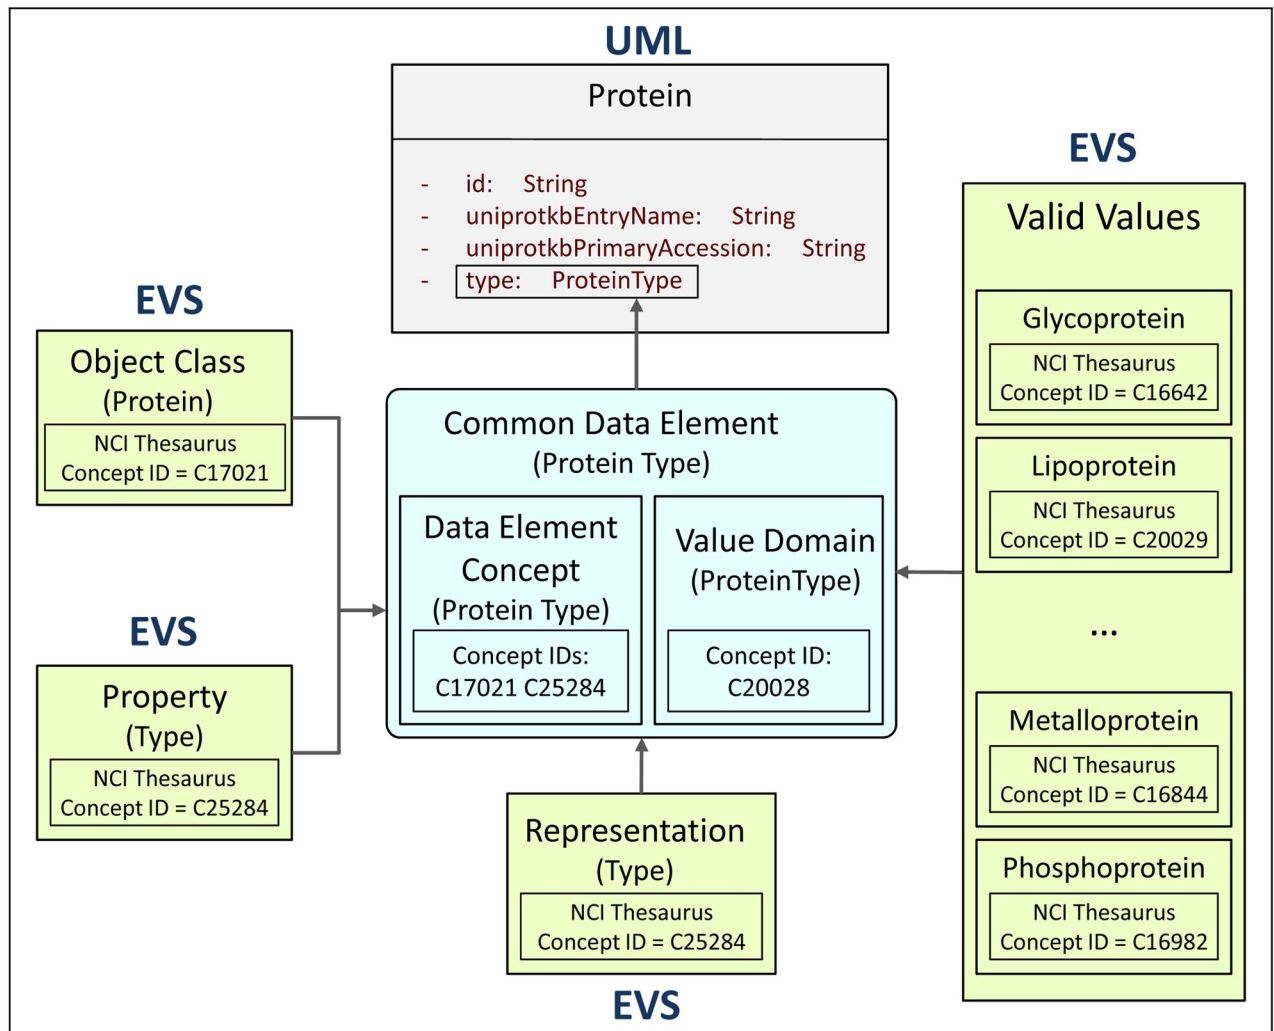 UML
Protein
- id: String
- uniprotkbEntryName: String
- uniprotkbPrimaryAccession: String
- type: ProteinType
EVS
Object Class
(Protein)
NCI Thesaurus
Concept ID = C17021
EVS
Property
(Type)
NCI Thesaurus
Concept ID = C25284
Common Data Element
(Protein Type)
Data Element
Concept
(Protein Type)
Concept IDs:
C17021 C25284
Value Domain
(ProteinType)
Concept ID:
C20028
Representation
(Type)
NCI Thesaurus
Concept ID = C25284
EVS
EVS
Valid Values
Glycoprotein
NCI Thesaurus
Concept ID = C16642
Lipoprotein
NCI Thesaurus
Concept ID = C20029
...
Metalloprotein
NCI Thesaurus
Concept ID = C16844
Phosphoprotein
NCI Thesaurus
Concept ID = C16982